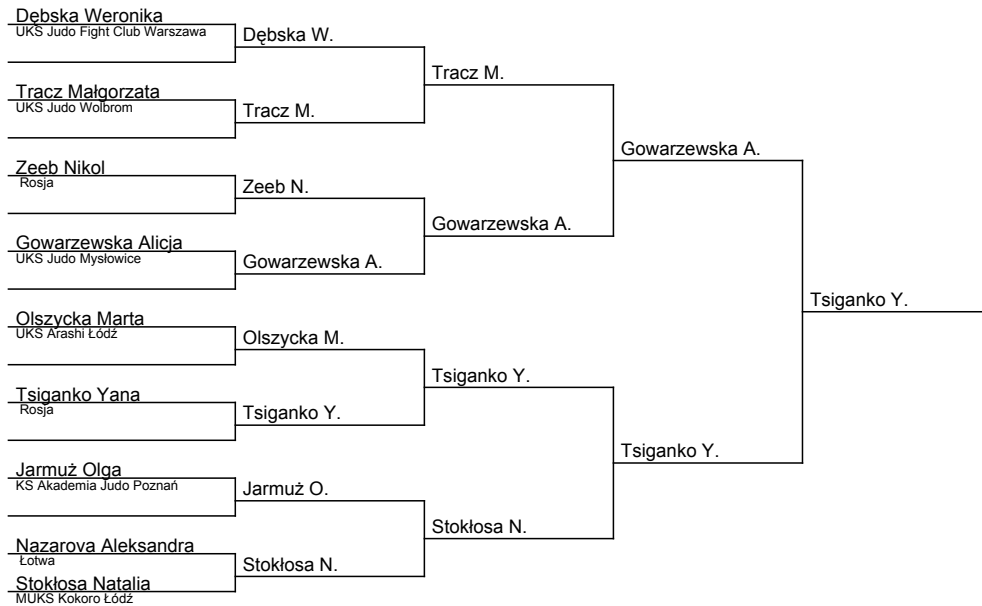 Dębska Weronika
UKS Judo Fight Club Warszawa
Dębska W.
Tracz M.
Tracz Małgorzata
UKS Judo Wolbrom
Tracz M.
Gowarzewska A.
Zeeb Nikol
Rosja
Zeeb N.
Gowarzewska A.
Gowarzewska Alicja
UKS Judo Mysłowice
Gowarzewska A.
Tsiganko Y.
Olszycka Marta
UKS Arashi Łódź
Olszycka M.
Tsiganko Y.
Tsiganko Yana
Rosja
Tsiganko Y.
Tsiganko Y.
Jarmuż Olga
KS Akademia Judo Poznań
Jarmuż O.
Stokłosa N.
Nazarova Aleksandra
Łotwa
Stokłosa N.
Stokłosa Natalia
MUKS Kokoro Łódź